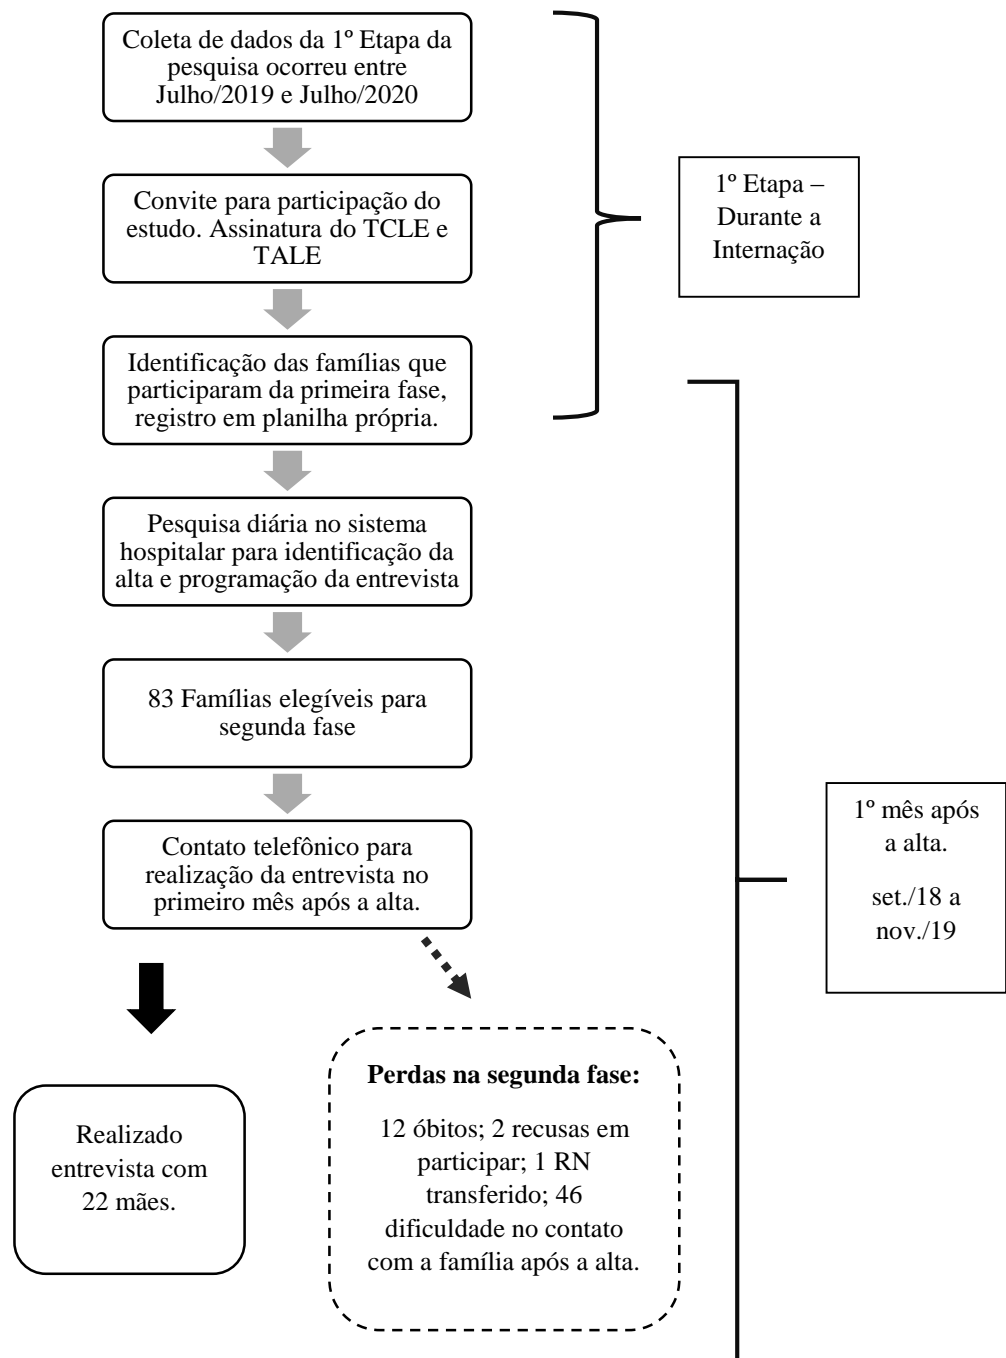 Coleta de dados da 1º Etapa da
pesquisa ocorreu entre
Julho/2019 e Julho/2020
Convite para participação do
estudo. Assinatura do TCLE e
TALE
1º Etapa –
Durante a
Internação
Identificação das famílias que
participaram da primeira fase,
registro em planilha própria.
Pesquisa diária no sistema
hospitalar para identificação da
alta e programação da entrevista
83 Famílias elegíveis para
segunda fase
Contato telefônico para
realização da entrevista no
primeiro mês após a alta.
1º mês após
a alta.
set./18 a
nov./19
Realizado
entrevista com
22 mães.
Perdas na segunda fase:
12 óbitos; 2 recusas em
participar; 1 RN
transferido; 46
dificuldade no contato
com a família após a alta.